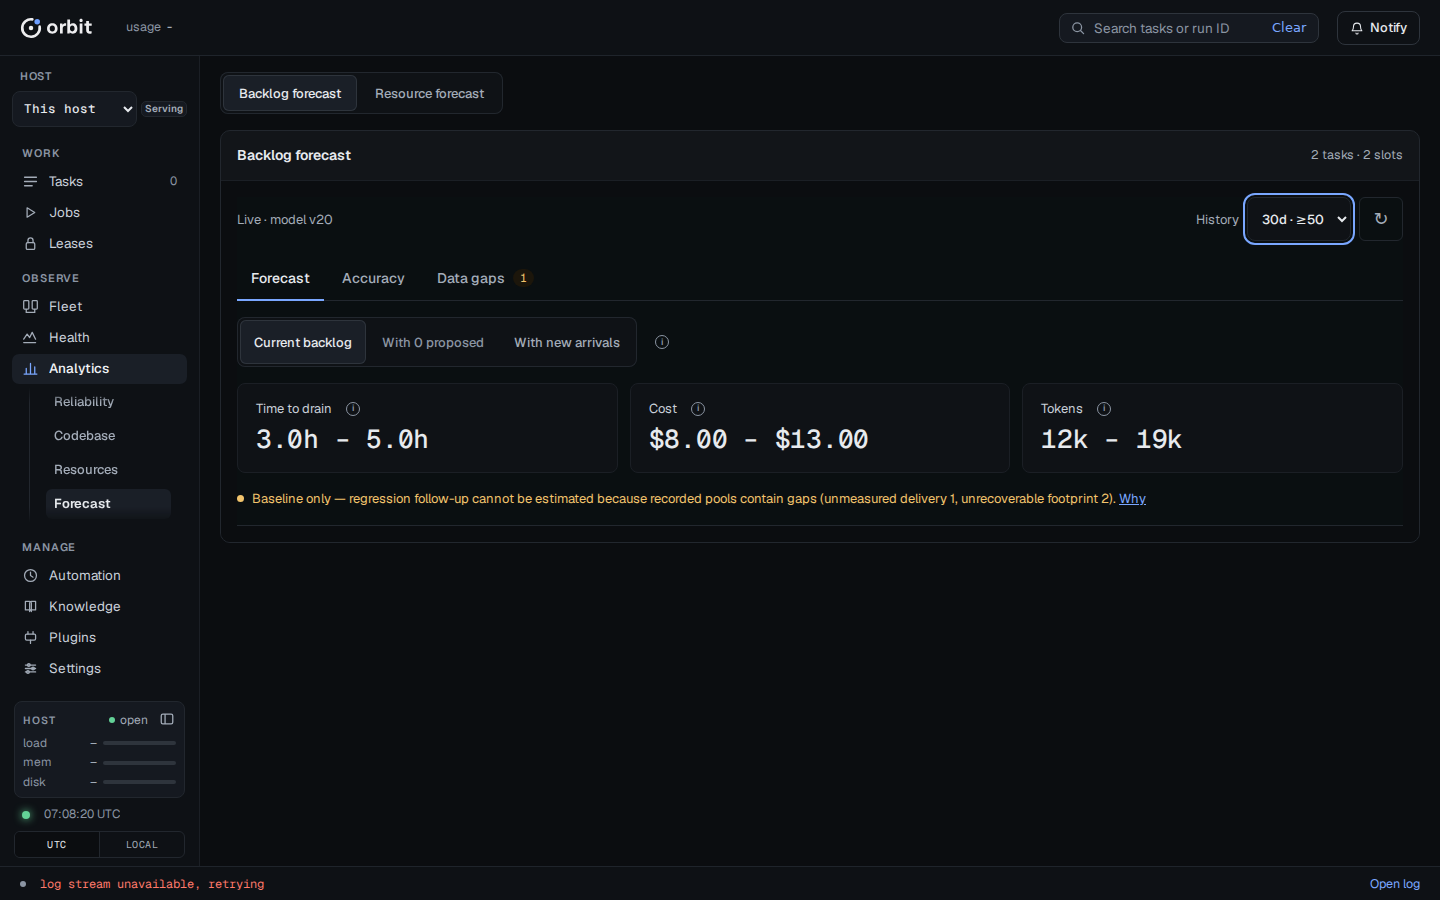 orbit
usage –
Search tasks or run ID
Clear
Notify
HOST
This host
Serving
WORK
Tasks
0
Jobs
Leases
OBSERVE
Fleet
Health
Analytics
Reliability
Codebase
Resources
Forecast
MANAGE
Automation
Knowledge
Plugins
Settings
HOST
open
load –
mem –
disk –
07:08:20 UTC
UTC
LOCAL
Backlog forecast
Resource forecast
Backlog forecast
2 tasks · 2 slots
Live · model v20
History
30d · ≥50
↻
Forecast
Accuracy
Data gaps
1
Current backlog
With 0 proposed
With new arrivals
Time to drain
3.0h – 5.0h
Cost
$8.00 – $13.00
Tokens
12k – 19k
Baseline only — regression follow-up cannot be estimated because recorded pools contain gaps (unmeasured delivery 1, unrecoverable footprint 2). Why
log stream unavailable, retrying
Open log